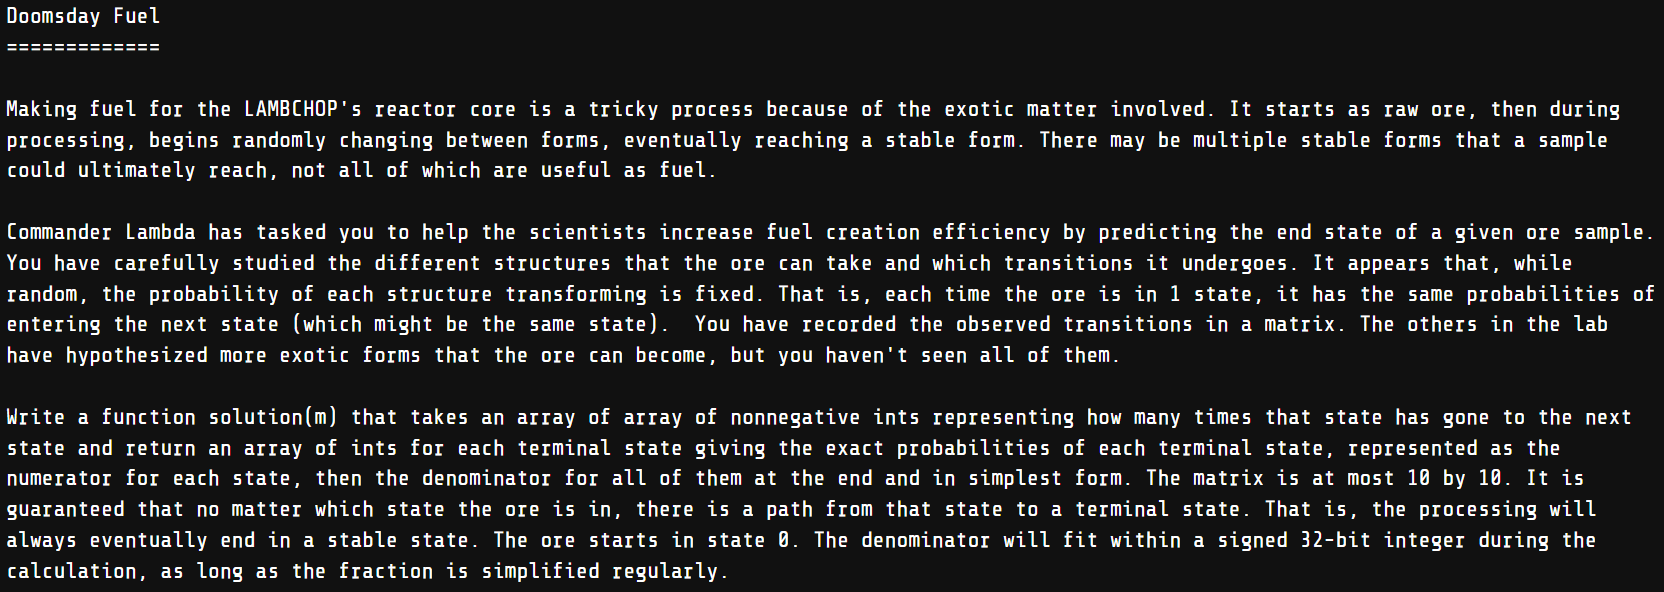 Doomsday Fuel
=============
Making fuel for the LAMBCHOP's reactor core is a tricky process because of the exotic matter involved. It starts as raw ore, then during
processing, begins randomly changing between forms, eventually reaching a stable form. There may be multiple stable forms that a sample
could ultimately reach, not all of which are useful as fuel.
Commander Lambda has tasked you to help the scientists increase fuel creation efficiency by predicting the end state of a given ore sample.
You have carefully studied the different structures that the ore can take and which transitions it undergoes. It appears that, while
random, the probability of each structure transforming is fixed. That is, each time the ore is in 1 state, it has the same probabilities of
entering the next state (which might be the same state).  You have recorded the observed transitions in a matrix. The others in the lab
have hypothesized more exotic forms that the ore can become, but you haven't seen all of them.
Write a function solution(m) that takes an array of array of nonnegative ints representing how many times that state has gone to the next
state and return an array of ints for each terminal state giving the exact probabilities of each terminal state, represented as the
numerator for each state, then the denominator for all of them at the end and in simplest form. The matrix is at most 10 by 10. It is
guaranteed that no matter which state the ore is in, there is a path from that state to a terminal state. That is, the processing will
always eventually end in a stable state. The ore starts in state 0. The denominator will fit within a signed 32-bit integer during the
calculation, as long as the fraction is simplified regularly.